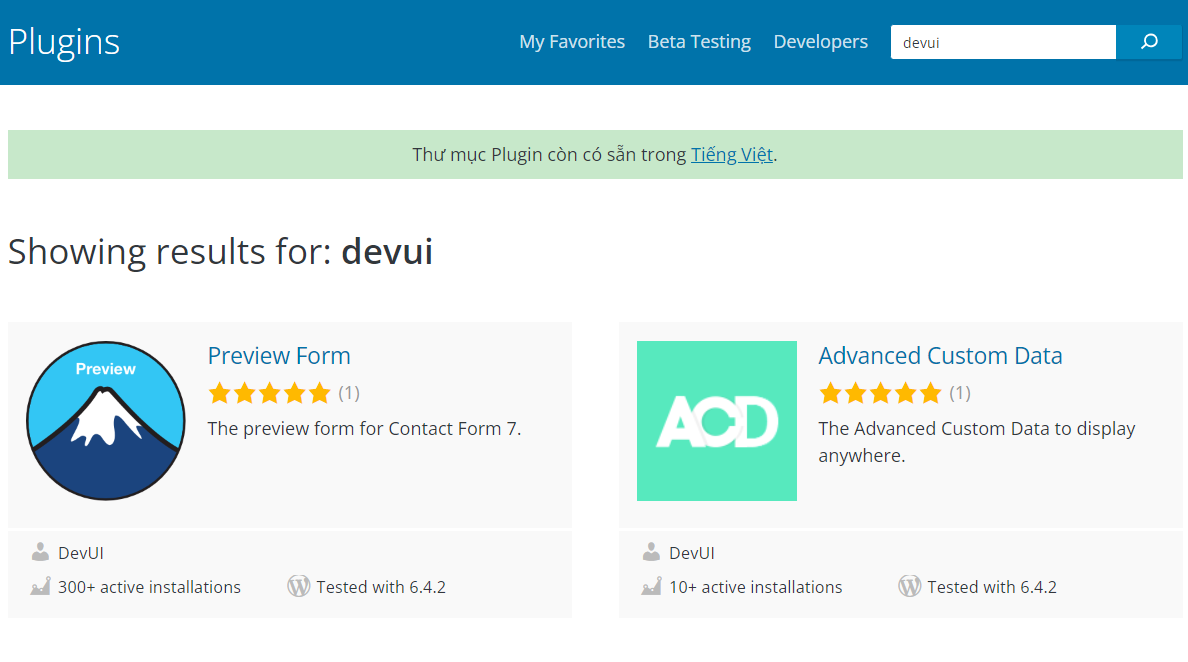 Plugins
My Favorites
Beta Testing
Developers
devui
Thư mục Plugin còn có sẵn trong Tiếng Việt.
Showing results for: devui
Preview
Preview Form
(1)
The preview form for Contact Form 7.
DevUI
300+ active installations
Tested with 6.4.2
ACD
Advanced Custom Data
(1)
The Advanced Custom Data to display
anywhere.
DevUI
10+ active installations
Tested with 6.4.2